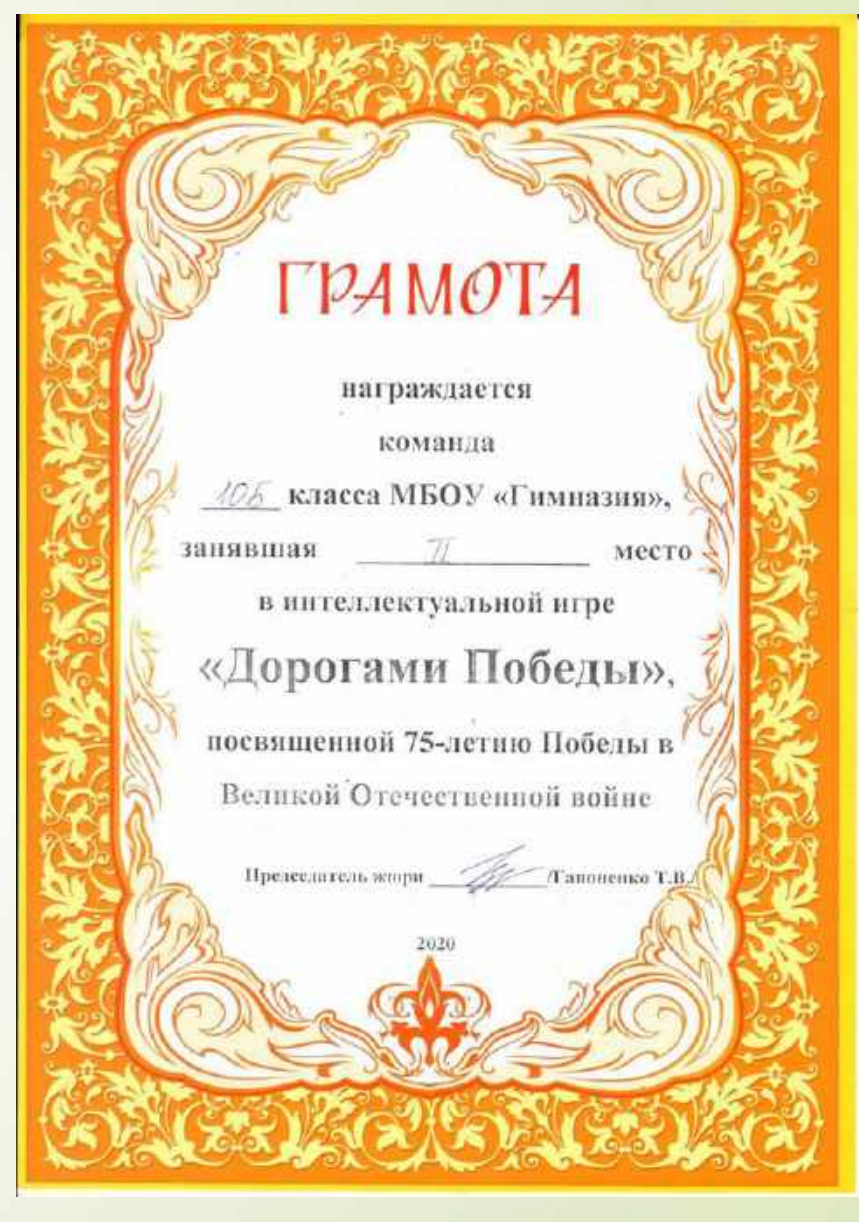 ГРАМОТА
награждается
команда
10Б класса МБОУ «Гимназия»,
занявшая II место
в интеллектуальной игре
«Дорогами Победы»,
посвященной 75-летию Победы в
Великой Отечественной войне
Председатель жюри /Гапоненко Т.В./
2020